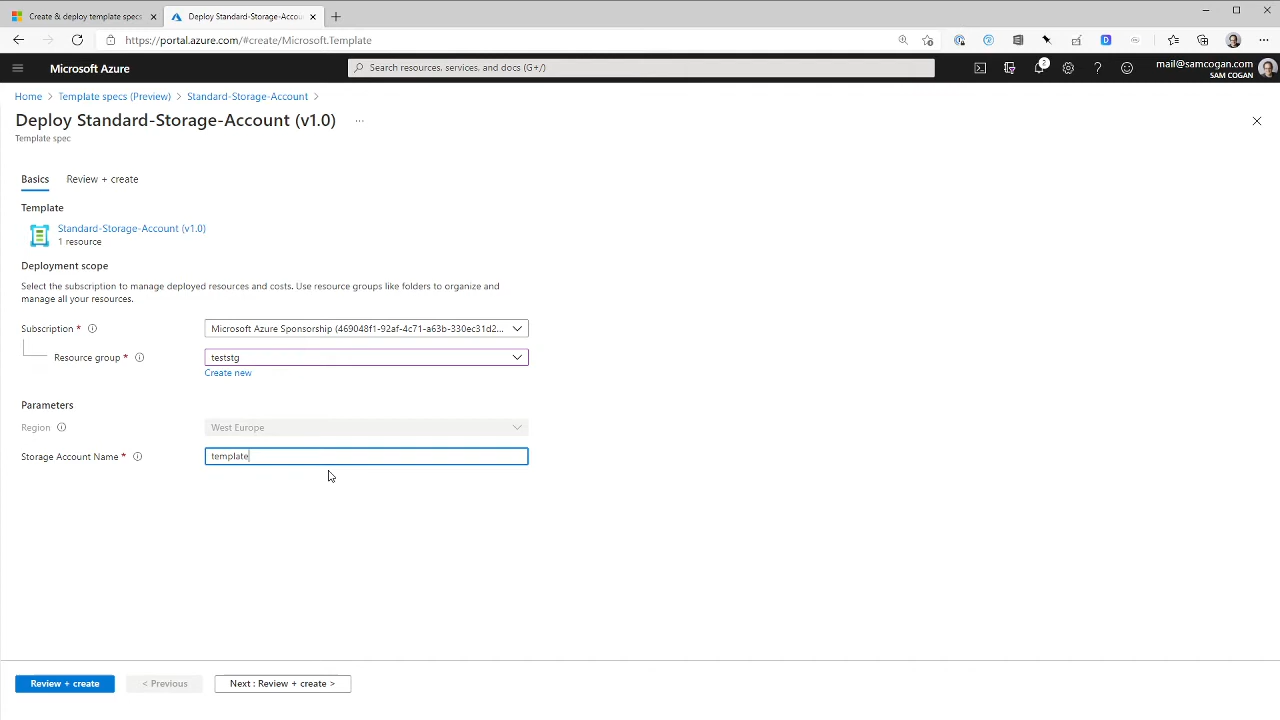 Create & deploy template specs
Deploy Standard-Storage-Accou
https://portal.azure.com/#create/Microsoft.Template
Microsoft Azure
Search resources, services, and docs (G+/)
2
mail@samcogan.com
SAM COGAN
Home > Template specs (Preview) > Standard-Storage-Account >
Deploy Standard-Storage-Account (v1.0) ...
Template spec
Basics
Review + create
Template
Standard-Storage-Account (v1.0)
1 resource
Deployment scope
Select the subscription to manage deployed resources and costs. Use resource groups like folders to organize and
manage all your resources.
Subscription *
Microsoft Azure Sponsorship (469048f1-92af-4c71-a63b-330ec31d2...
Resource group *
teststg
Create new
Parameters
Region
West Europe
Storage Account Name *
template
Review + create
< Previous
Next : Review + create >